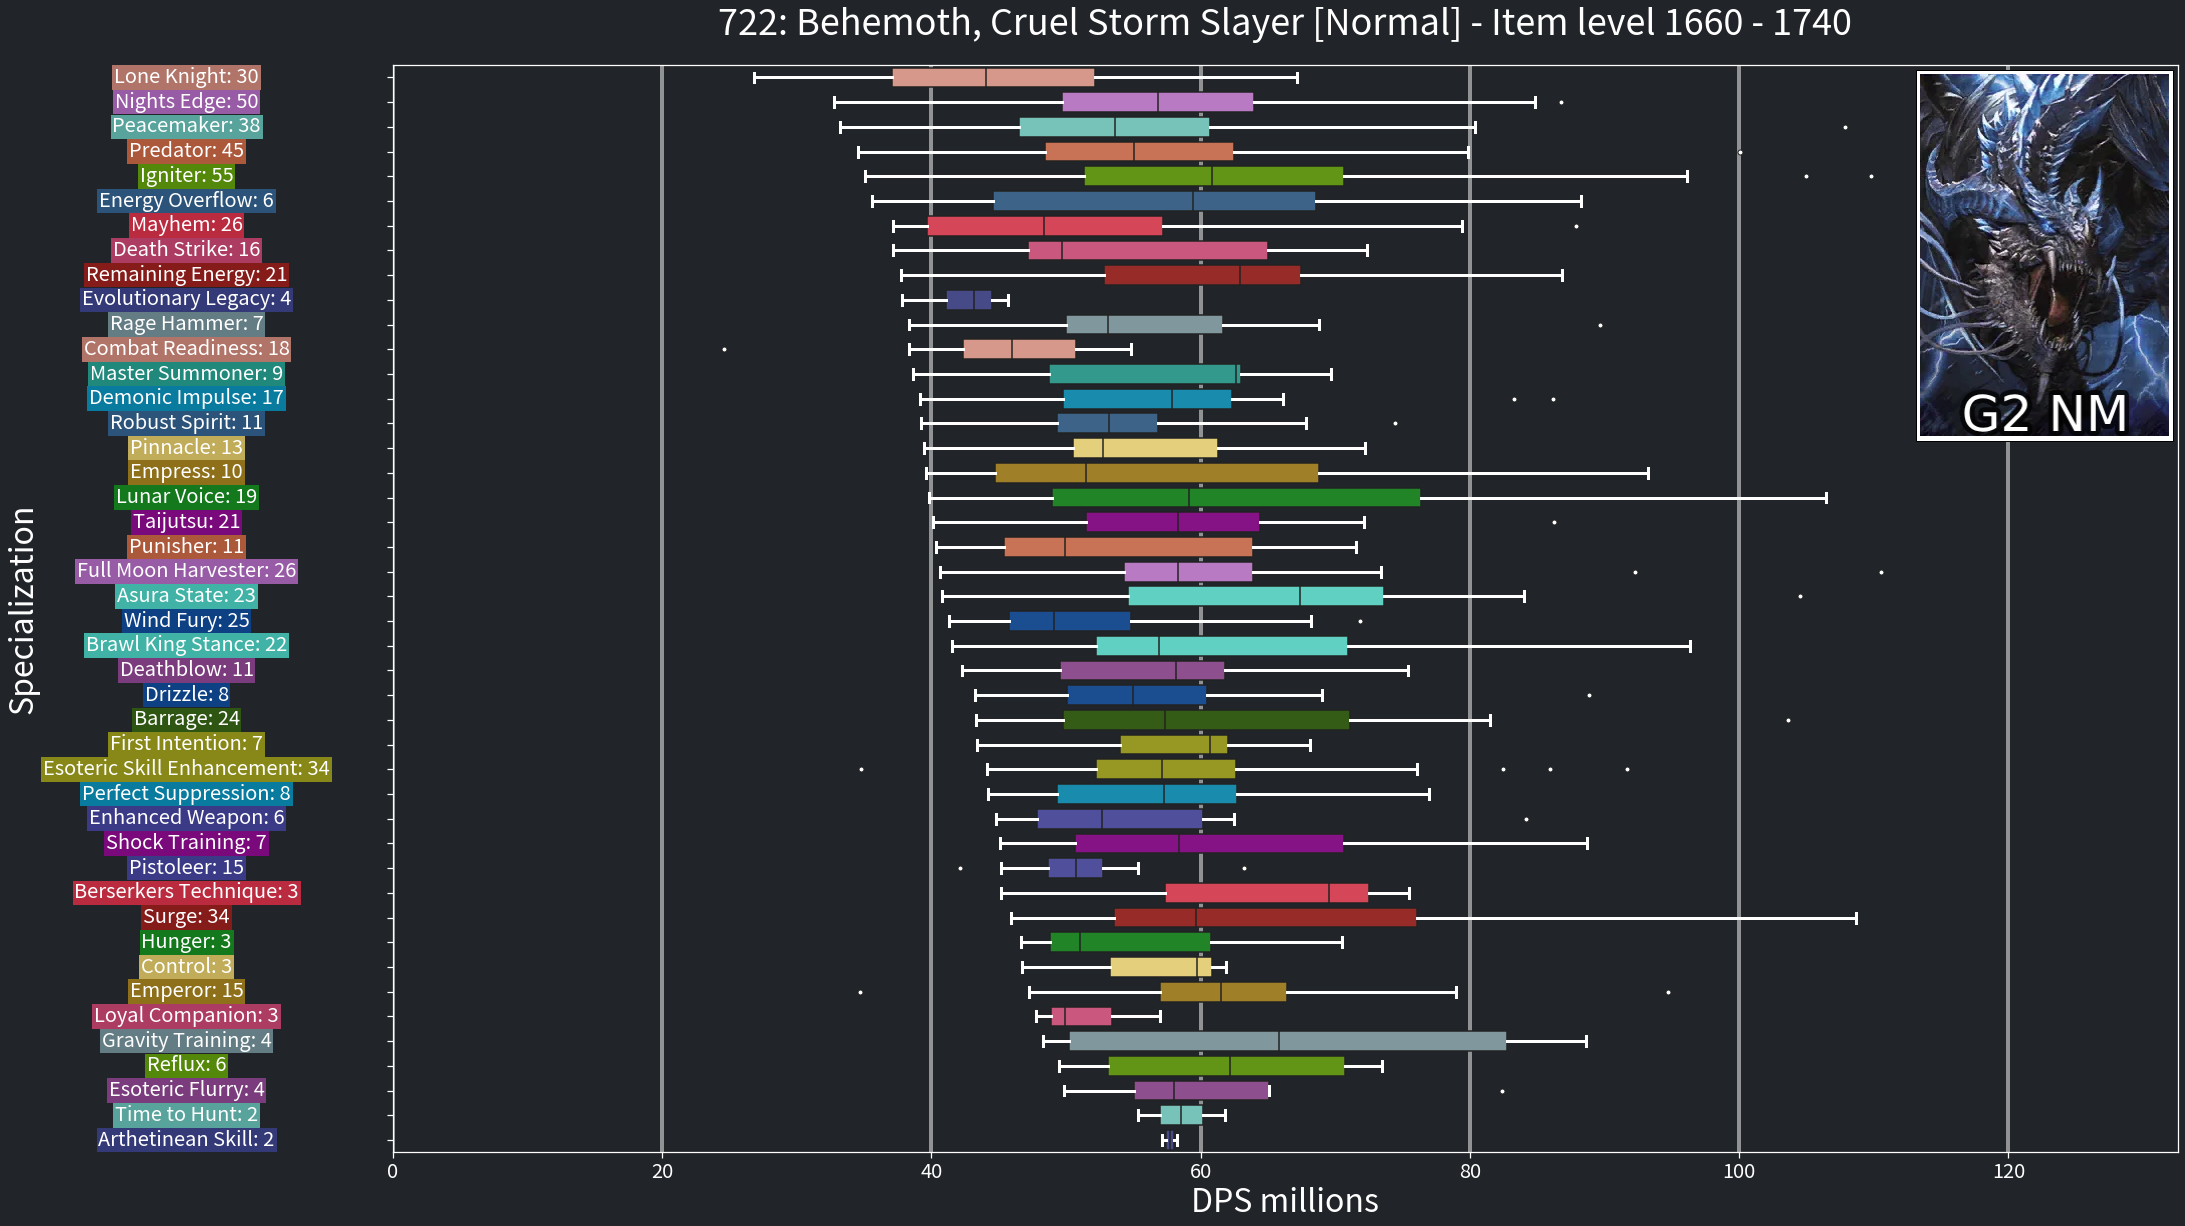 722: Behemoth, Cruel Storm Slayer [Normal] - Item level 1660 - 1740
Lone Knight: 30
Nights Edge: 50
Peacemaker: 38
Predator: 45
Igniter: 55
Energy Overflow: 6
Mayhem: 26
Death Strike: 16
Remaining Energy: 21
Evolutionary Legacy: 4
Rage Hammer: 7
Combat Readiness: 18
Master Summoner: 9
Demonic Impulse: 17
Robust Spirit: 11
Pinnacle: 13
Empress: 10
Lunar Voice: 19
Taijutsu: 21
Punisher: 11
Full Moon Harvester: 26
Asura State: 23
Wind Fury: 25
Brawl King Stance: 22
Deathblow: 11
Drizzle: 8
Barrage: 24
First Intention: 7
Esoteric Skill Enhancement: 34
Perfect Suppression: 8
Enhanced Weapon: 6
Shock Training: 7
Pistoleer: 15
Berserkers Technique: 3
Surge: 34
Hunger: 3
Control: 3
Emperor: 15
Loyal Companion: 3
Gravity Training: 4
Reflux: 6
Esoteric Flurry: 4
Time to Hunt: 2
Arthetinean Skill: 2
Specialization
G2 NM
0 20 40 60 80 100 120
DPS millions